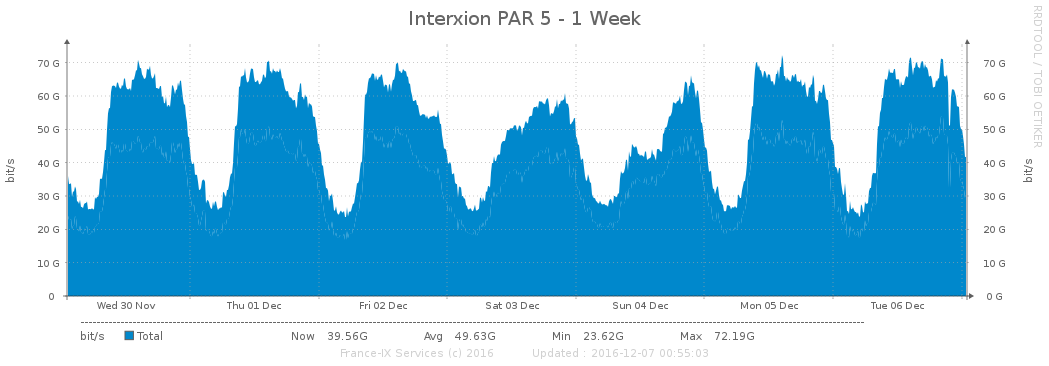 Interxion PAR 5 - 1 Week
RRDTOOL / TOBI OETIKER
bit/s
bit/s
70 G
70 G
60 G
60 G
50 G
50 G
40 G
40 G
30 G
30 G
20 G
20 G
10 G
10 G
0
0 G
Wed 30 Nov Thu 01 Dec Fri 02 Dec Sat 03 Dec Sun 04 Dec Mon 05 Dec Tue 06 Dec
bit/s Total Now 39.56G Avg 49.63G Min 23.62G Max 72.19G
France-IX Services (c) 2016 Updated : 2016-12-07 00:55:03